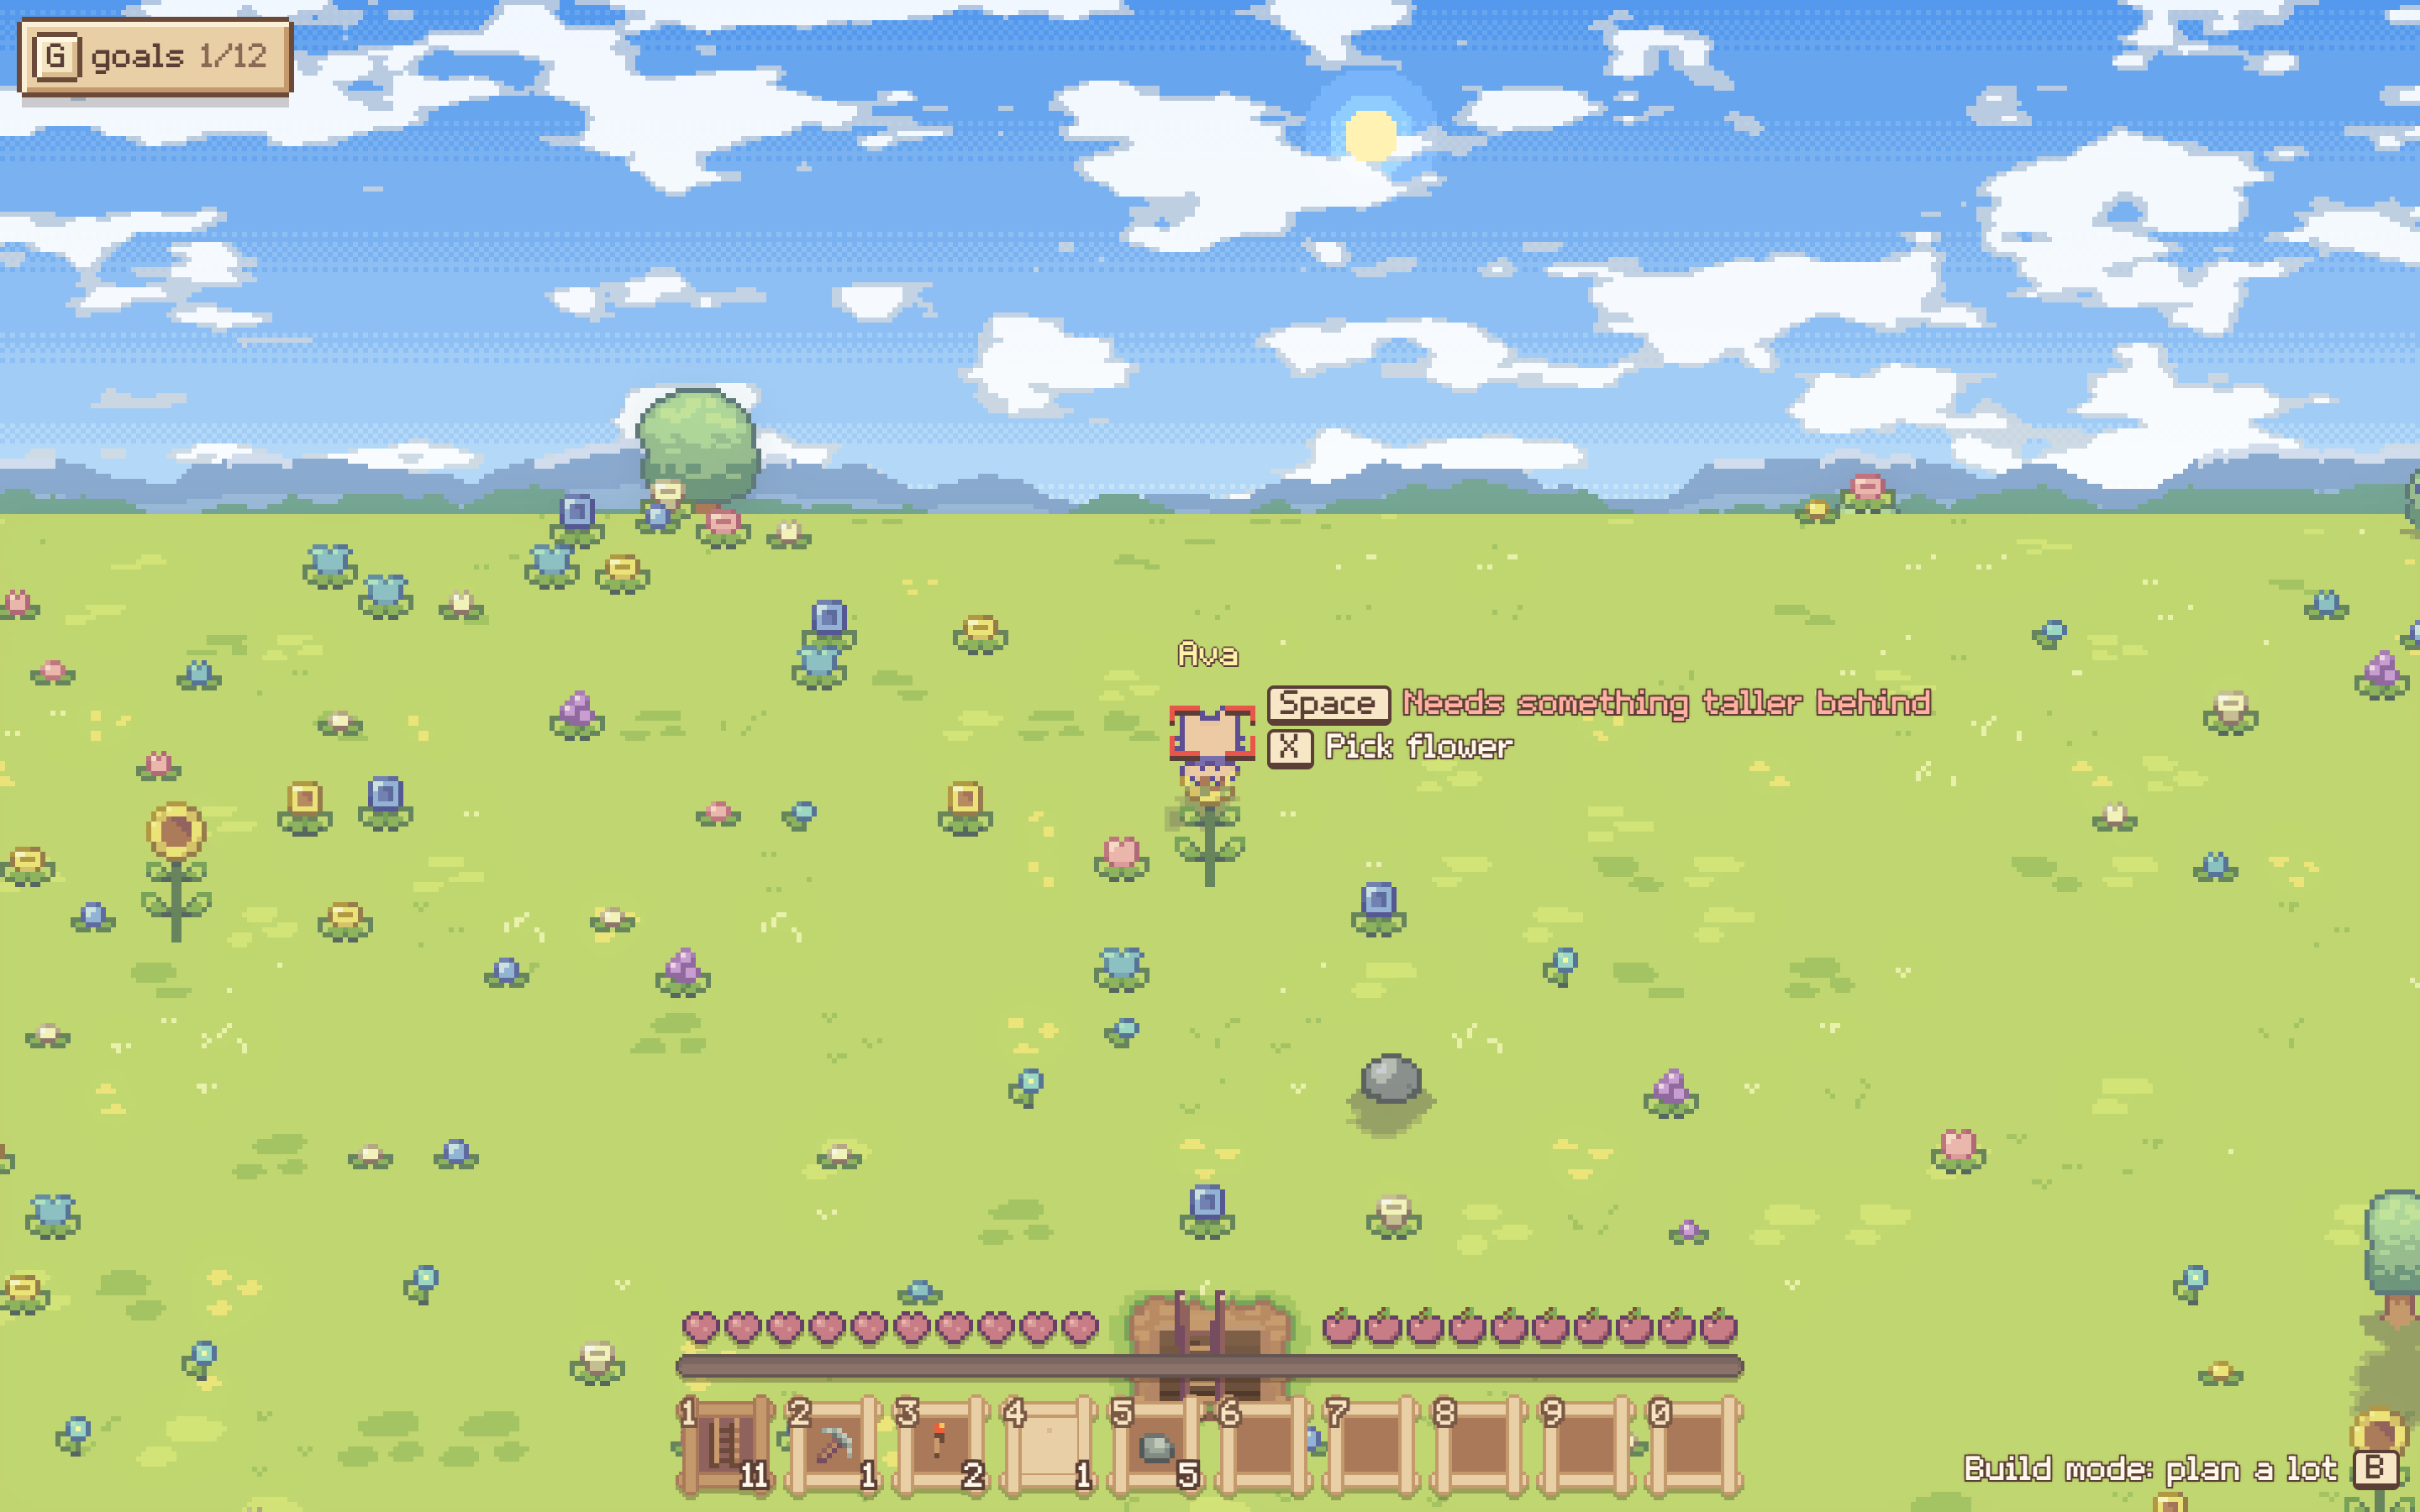 G goals 1/12
Ava
Space Needs something taller behind
X Pick flower
1 2 3 4 5 6 7 8 9 0
11 1 2 1 5
Build mode: plan a lot B